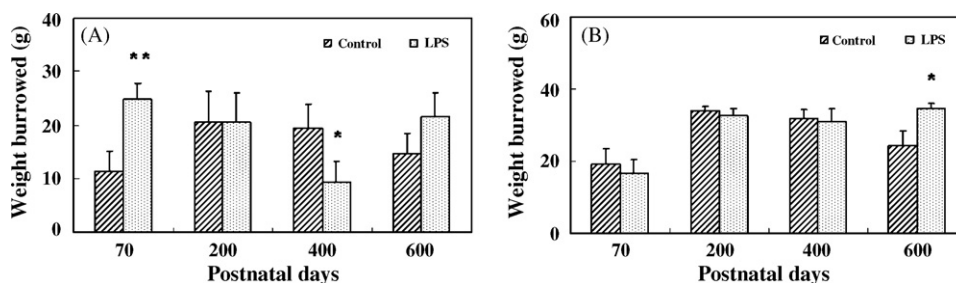 (A)
Control LPS
Weight burrowed (g)
40
30
20
10
0
**
*
70 200 400 600
Postnatal days
(B)
Control LPS
Weight burrowed (g)
60
40
20
0
*
70 200 400 600
Postnatal days